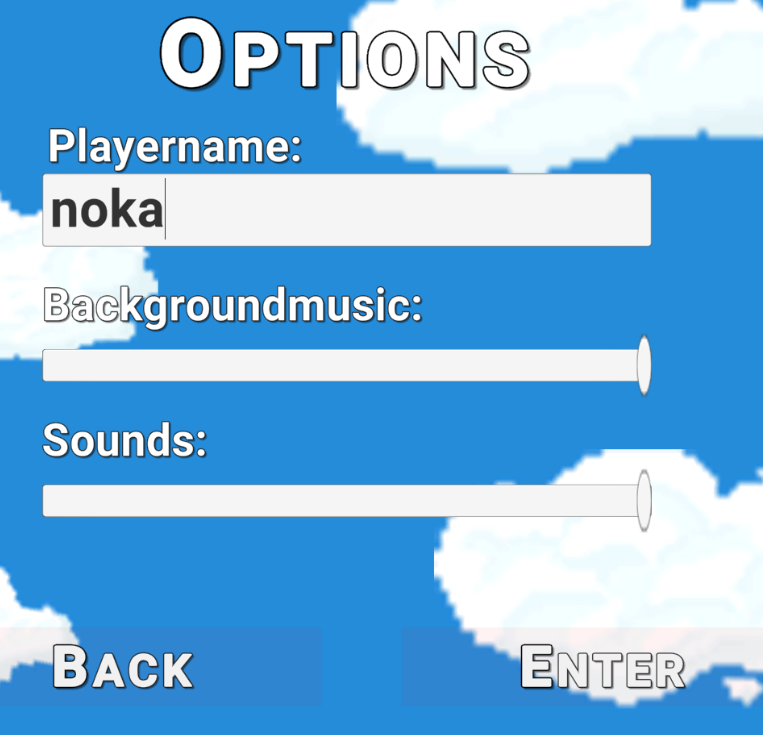 OPTIONS
Playername:
noka
Backgroundmusic:
Sounds:
BACK
ENTER